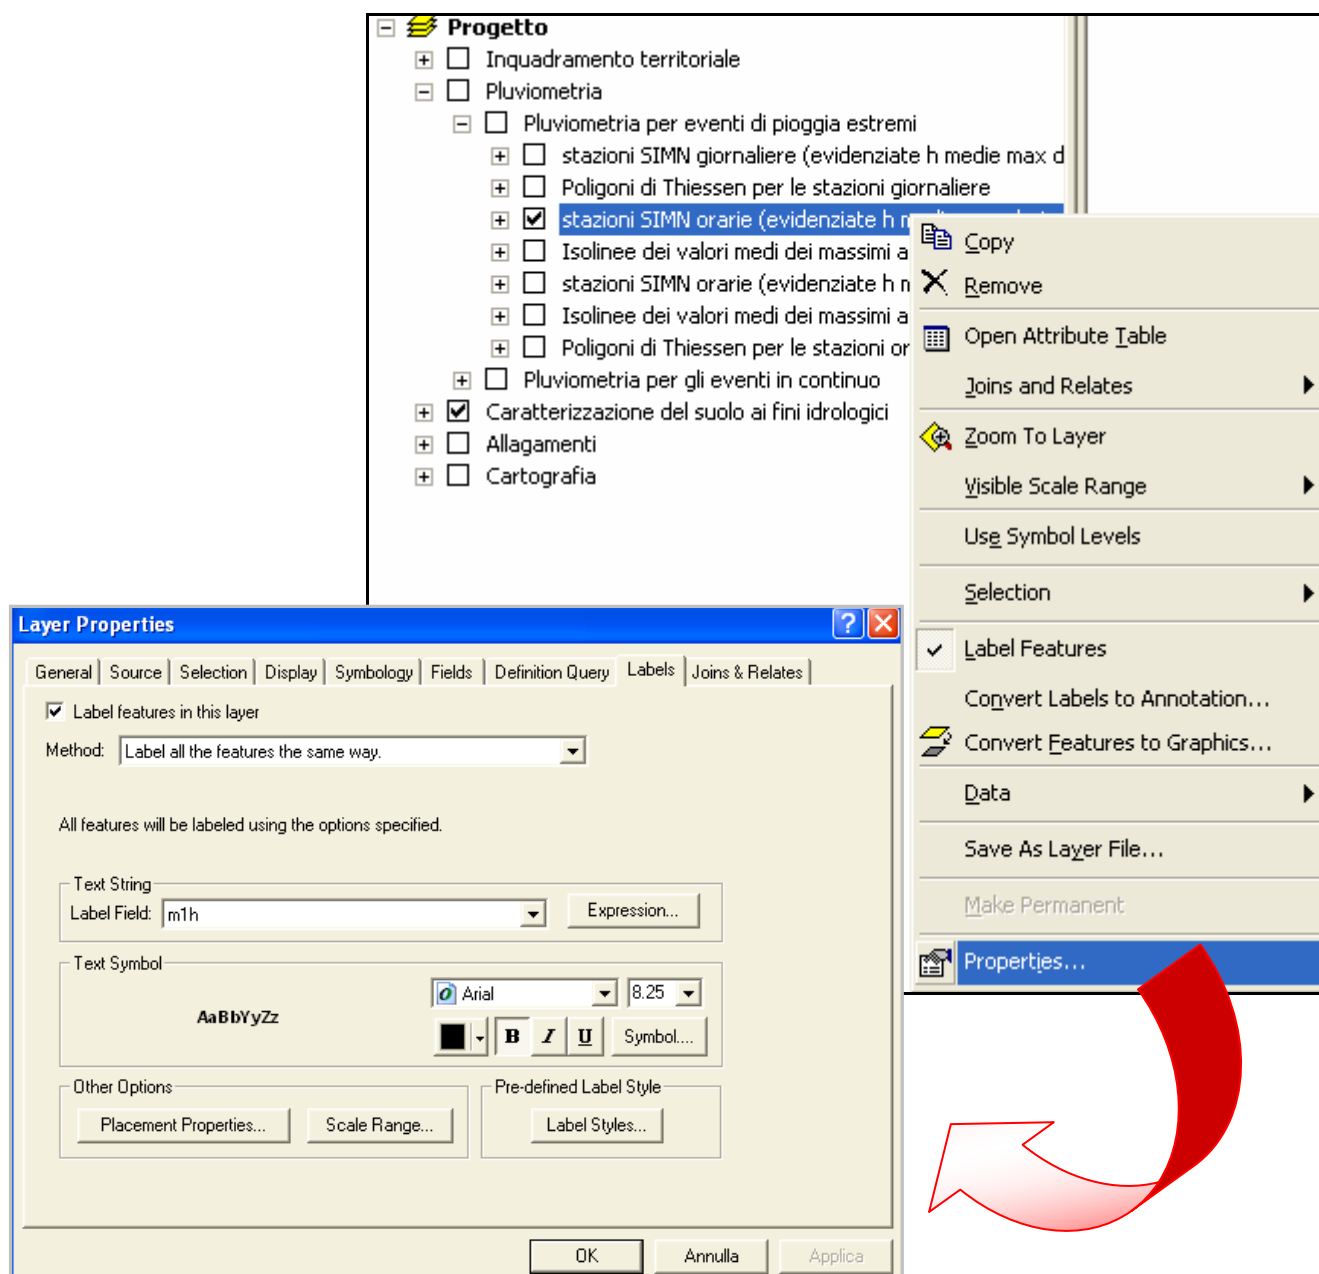 Progetto
Inquadramento territoriale
Pluviometria
Pluviometria per eventi di pioggia estremi
stazioni SIMN giornaliere (evidenziate h medie max d
Poligoni di Thiessen per le stazioni giornaliere
stazioni SIMN orarie (evidenziate h
Isolinee dei valori medi dei massimi a
stazioni SIMN orarie (evidenziate h n
Isolinee dei valori medi dei massimi a
Poligoni di Thiessen per le stazioni or
Pluviometria per gli eventi in continuo
Caratterizzazione del suolo ai fini idrologici
Allagamenti
Cartografia
Copy
Remove
Open Attribute Table
Joins and Relates
Zoom To Layer
Visible Scale Range
Use Symbol Levels
Selection
Label Features
Convert Labels to Annotation...
Convert Features to Graphics...
Data
Save As Layer File...
Make Permanent
Properties...
Layer Properties
General Source Selection Display Symbology Fields Definition Query Labels Joins & Relates
Label features in this layer
Method: Label all the features the same way.
All features will be labeled using the options specified.
Text String
Label Field: m1h Expression...
Text Symbol
AaBbYyZz
Arial 8.25
B I U Symbol....
Other Options
Placement Properties... Scale Range...
Pre-defined Label Style
Label Styles...
OK Annulla Applica